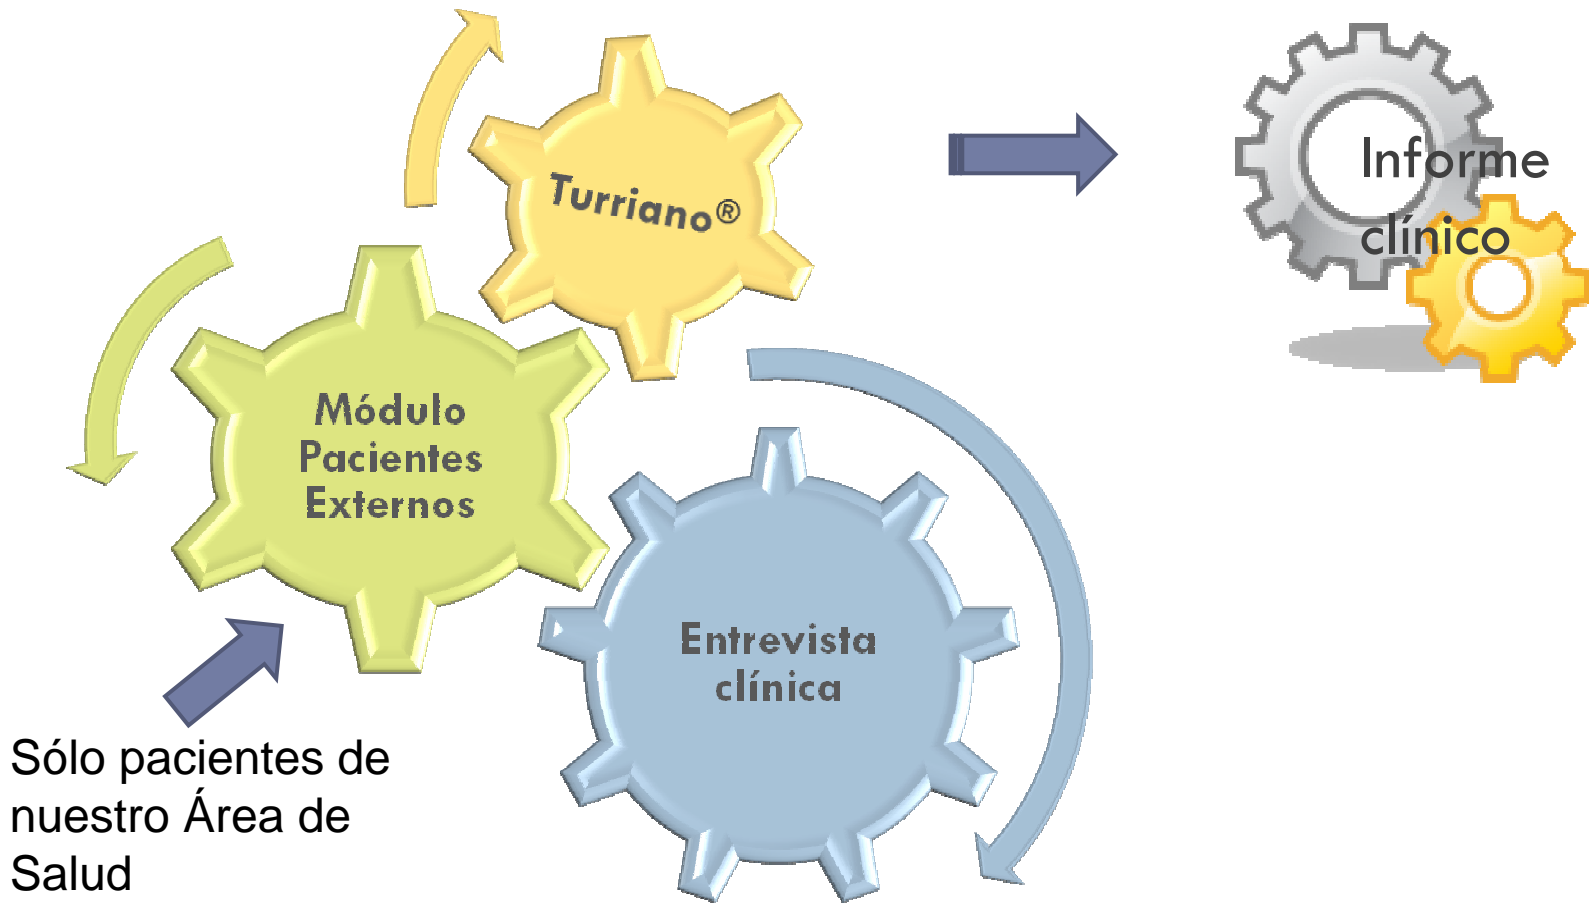 Turriano®
Informe
clínico
Módulo
Pacientes
Externos
Entrevista
clínica
Sólo pacientes de
nuestro Área de
Salud